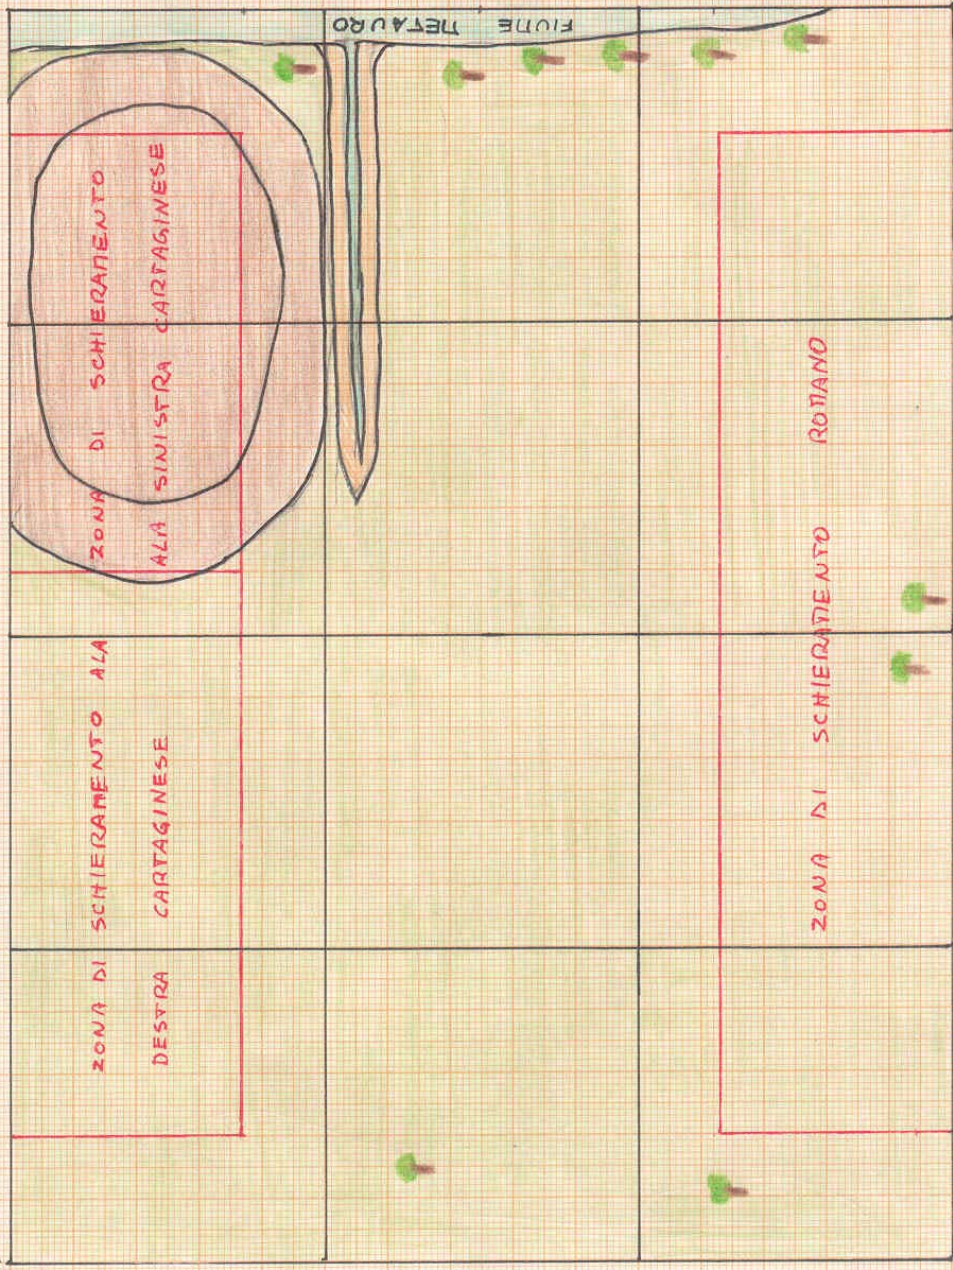 FIUME METAURO
ZONA DI SCHIERAMENTO
ALA SINISTRA CARTAGINESE
ZONA DI SCHIERAMENTO ALA
DESTRA CARTAGINESE
ZONA DI SCHIERAMENTO ROMANO